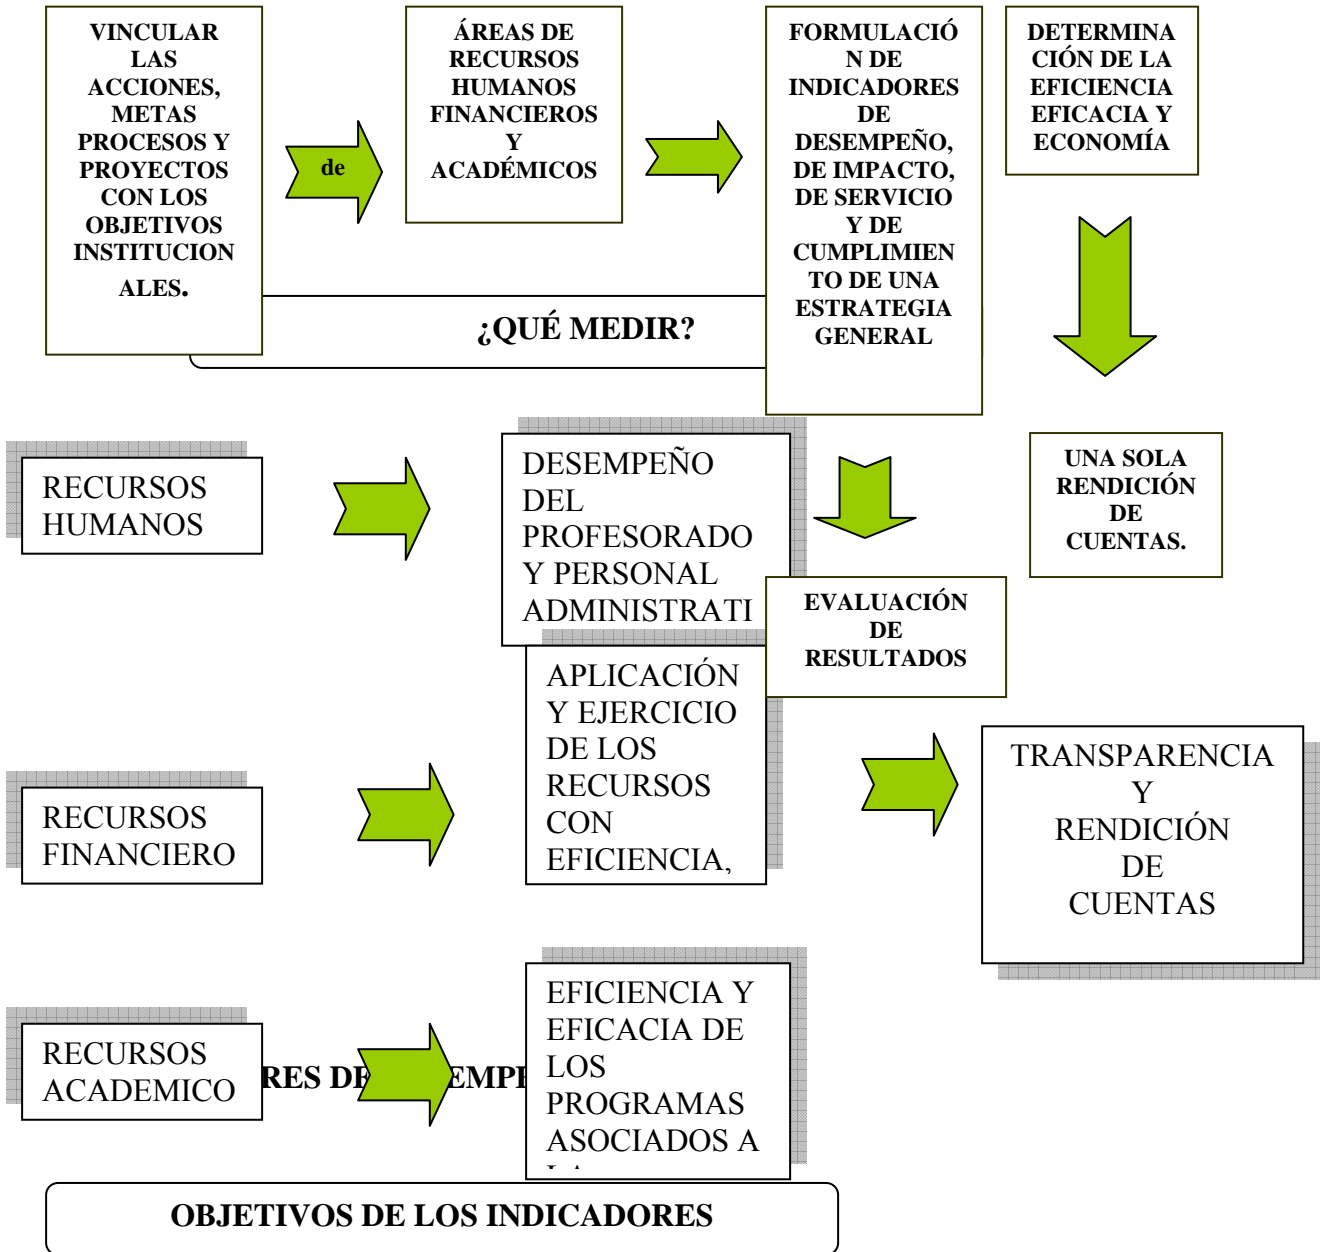 VINCULAR
LAS
ACCIONES,
METAS
PROCESOS Y
PROYECTOS
CON LOS
OBJETIVOS
INSTITUCION
ALES.
de
ÁREAS DE
RECURSOS
HUMANOS
FINANCIEROS
Y
ACADÉMICOS
FORMULACIÓ
N DE
INDICADORES
DE
DESEMPEÑO,
DE IMPACTO,
DE SERVICIO
Y DE
CUMPLIMIEN
TO DE UNA
ESTRATEGIA
GENERAL
DETERMINA
CIÓN DE LA
EFICIENCIA
EFICACIA Y
ECONOMÍA
¿QUÉ MEDIR?
RECURSOS
HUMANOS
DESEMPEÑO
DEL
PROFESORADO
Y PERSONAL
ADMINISTRATI
UNA SOLA
RENDICIÓN
DE
CUENTAS.
EVALUACIÓN
DE
RESULTADOS
RECURSOS
FINANCIERO
APLICACIÓN
Y EJERCICIO
DE LOS
RECURSOS
CON
EFICIENCIA,
TRANSPARENCIA
Y
RENDICIÓN
DE
CUENTAS
RECURSOS
ACADEMICO
RES DE EMPE
EFICIENCIA Y
EFICACIA DE
LOS
PROGRAMAS
ASOCIADOS A
OBJETIVOS DE LOS INDICADORES